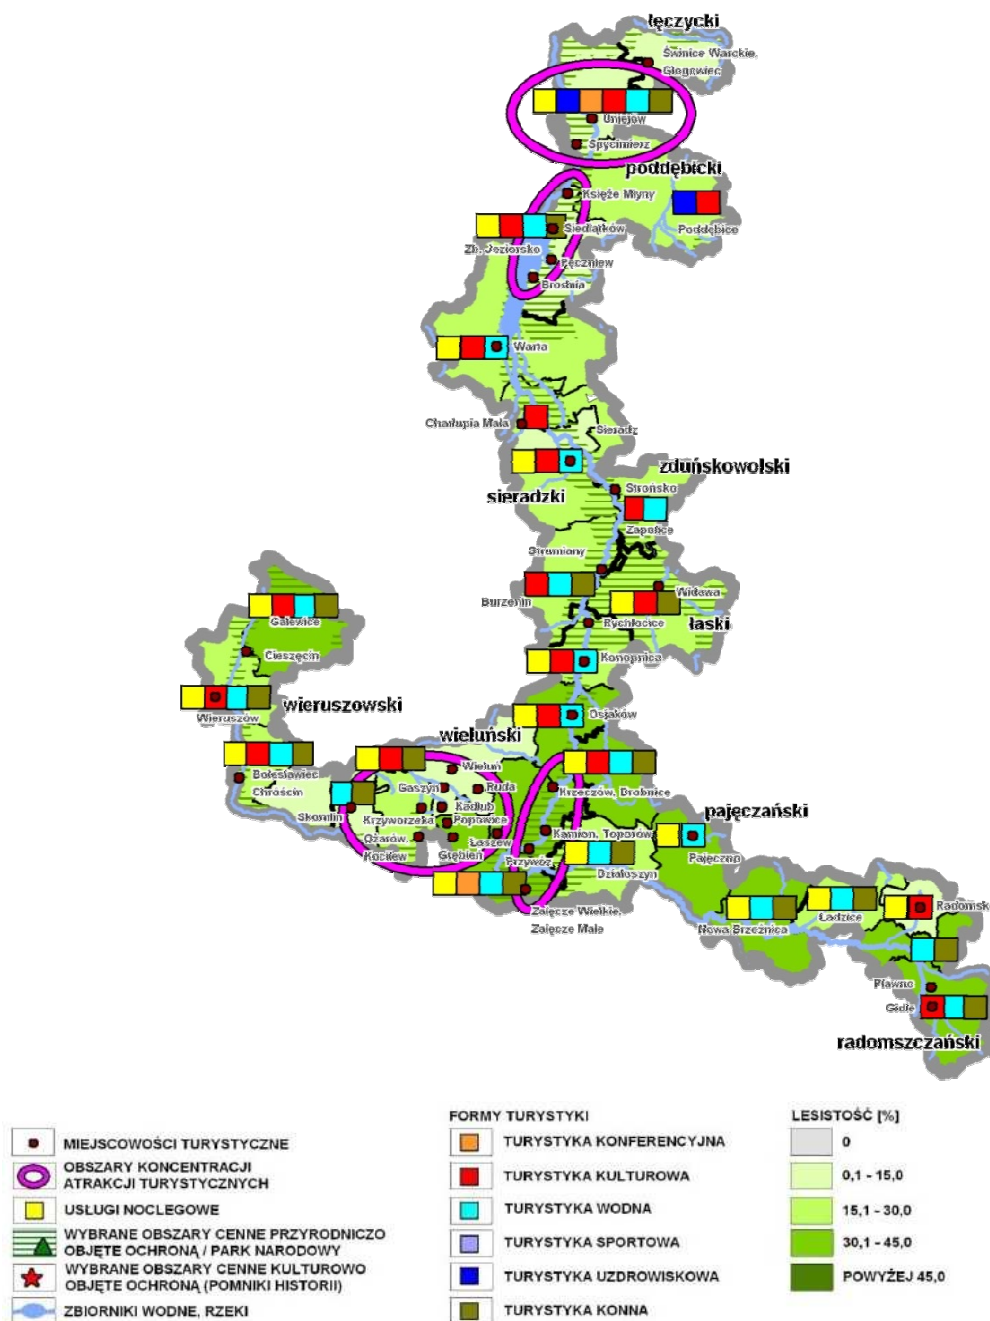 łęczycki
Świnice Warckie,
Głogowiec
Uniejów
Spycimierz
poddębicki
Księże Młyny
Siedlątków
Poddębice
Zb. Jeziorsko
Pęczniew
Brodnia
Warta
Charłupia Mała
Sieradz
zduńskowolski
sieradzki
Strońsko
Zapolice
Strumiany
Widawa
Burzenin
Rychłocice
łaski
Galewice
Cieszęcin
Konopnica
wieruszowski
Wieruszów
Osjaków
wieluński
Bolesławiec
Chróścin
Wieluń
Gaszyn
Ruda
Krzeczów, Drobnice
Skomlin
Kadłub
Krzyworzeka
Popowice
pajęczański
Ożarów,
Kocilew
Łaszew
Kamion, Toporów
Głębień
Przywóz
Pajęczno
Działoszyn
Załęcze Wielkie,
Załęcze Małe
Nowa Brzeźnica
Ładzice
Radomsko
Pławno
Gidle
radomszczański
MIEJSCOWOŚCI TURYSTYCZNE
OBSZARY KONCENTRACJI
ATRAKCJI TURYSTYCZNYCH
USŁUGI NOCLEGOWE
WYBRANE OBSZARY CENNE PRZYRODNICZO
OBJĘTE OCHRONĄ / PARK NARODOWY
WYBRANE OBSZARY CENNE KULTUROWO
OBJĘTE OCHRONĄ (POMNIKI HISTORII)
ZBIORNIKI WODNE, RZEKI
FORMY TURYSTYKI
TURYSTYKA KONFERENCYJNA
TURYSTYKA KULTUROWA
TURYSTYKA WODNA
TURYSTYKA SPORTOWA
TURYSTYKA UZDROWISKOWA
TURYSTYKA KONNA
LESISTOŚĆ [%]
0
0,1 - 15,0
15,1 - 30,0
30,1 - 45,0
POWYŻEJ 45,0